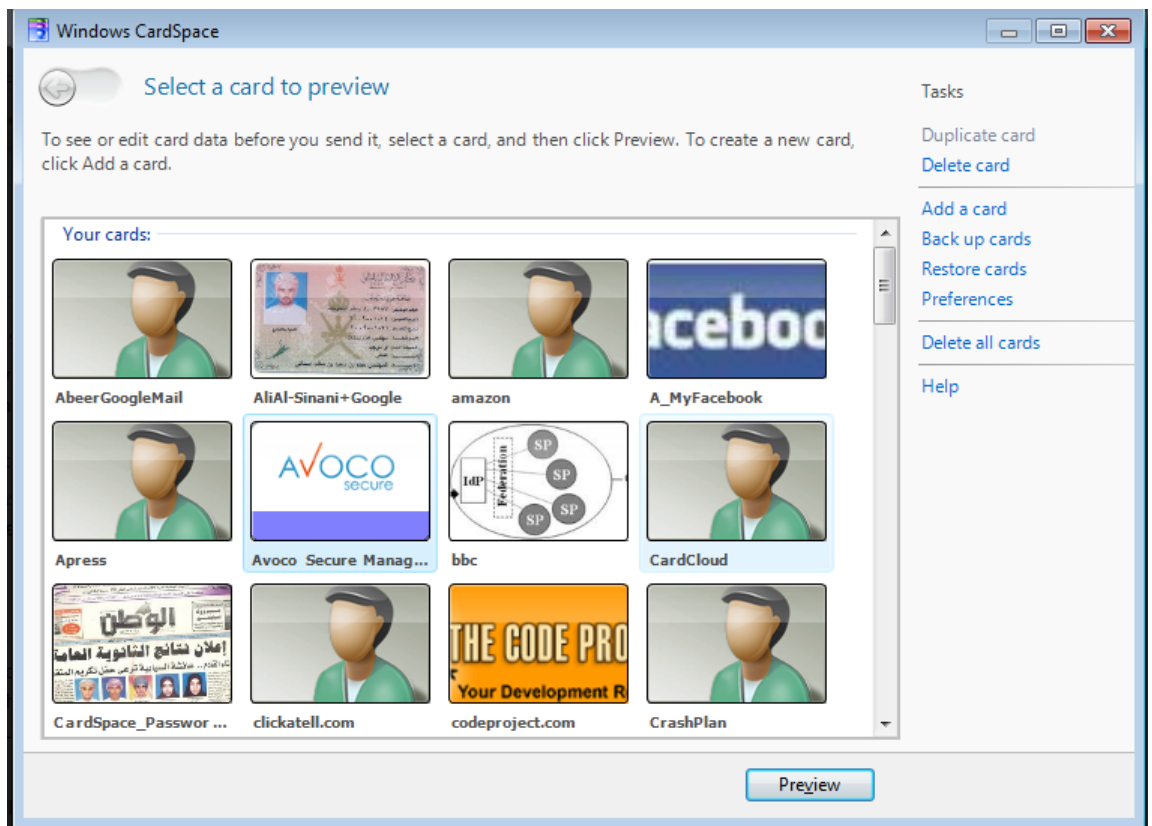 Windows CardSpace
Select a card to preview
To see or edit card data before you send it, select a card, and then click Preview. To create a new card,
click Add a card.
Your cards:
acebo
AbeerGoogleMail
AliAl-Sinani+Google
amazon
A_MyFacebook
AVOCO
secure
IdP
Federation
SP
SP
SP
SP
Apress
Avoco Secure Manag...
bbc
CardCloud
الوطن
إعلان نتائج الثانوية العامة
THE CODE PRO
Your Development R
CardSpace_Passwor ...
clickatell.com
codeproject.com
CrashPlan
Tasks
Duplicate card
Delete card
Add a card
Back up cards
Restore cards
Preferences
Delete all cards
Help
Preview